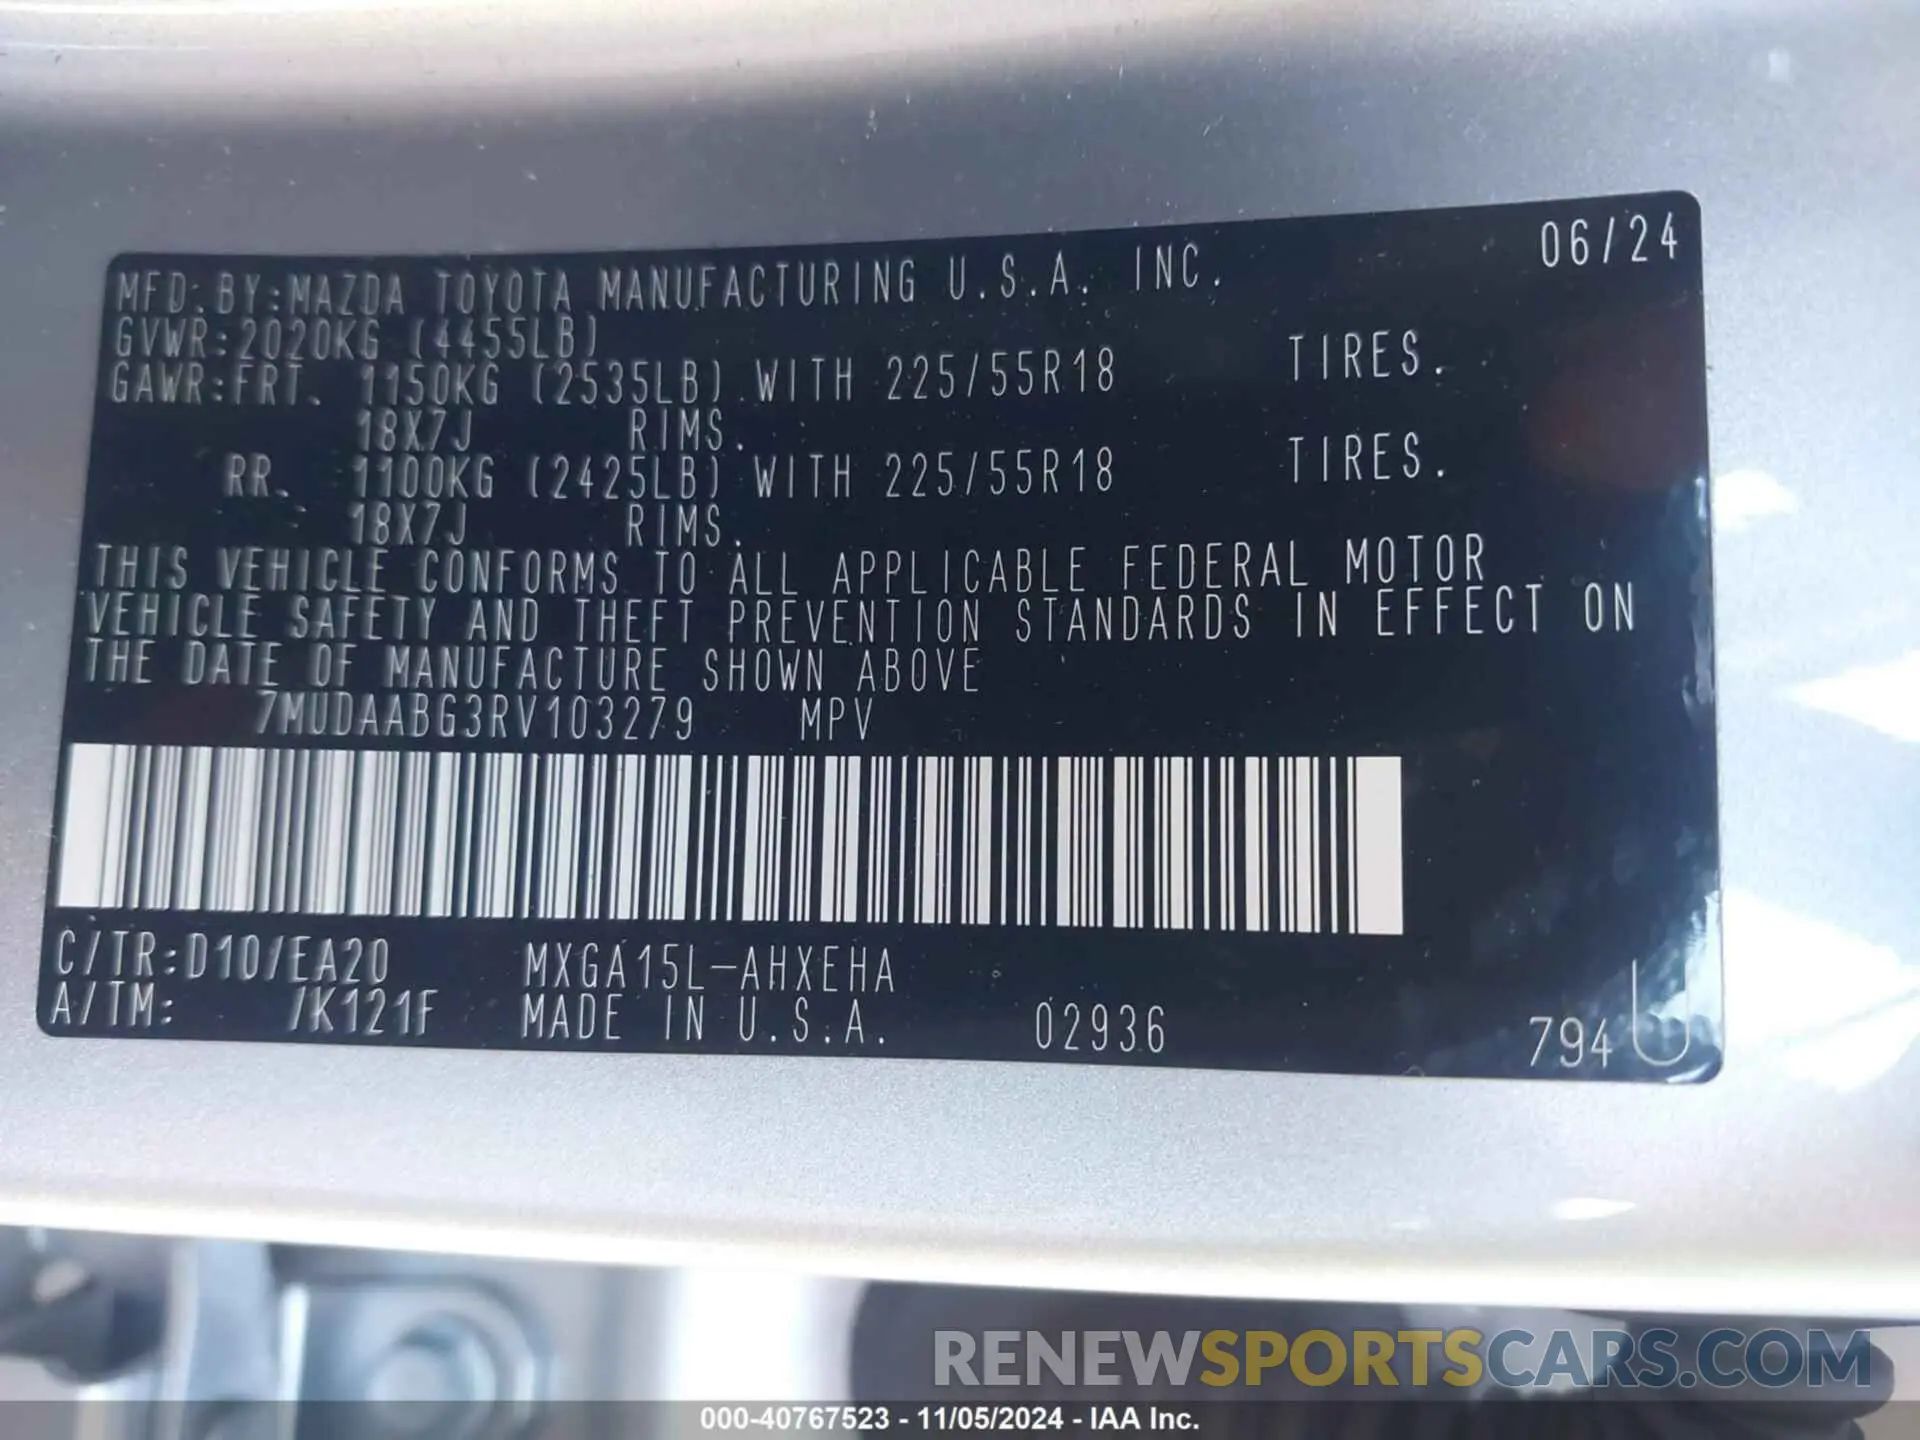 06/24
MFD. BY:MAZDA TOYOTA MANUFACTURING U.S.A. INC.
GVWR:2020KG (4455LB)
GAWR:FRT. 1150KG (2535LB) WITH 225/55R18 TIRES.
18X7J RIMS.
RR. 1100KG (2425LB) WITH 225/55R18 TIRES.
18X7J RIMS.
THIS VEHICLE CONFORMS TO ALL APPLICABLE FEDERAL MOTOR
VEHICLE SAFETY AND THEFT PREVENTION STANDARDS IN EFFECT ON
THE DATE OF MANUFACTURE SHOWN ABOVE
7MUDAABG3RV103279 MPV
C/TR:D10/EA20 MXGA15L-AHXEHA
A/TM: /K121F MADE IN U.S.A. 02936 794U
RENEWSPORTSCARS.COM
000-40767523 - 11/05/2024 - IAA Inc.